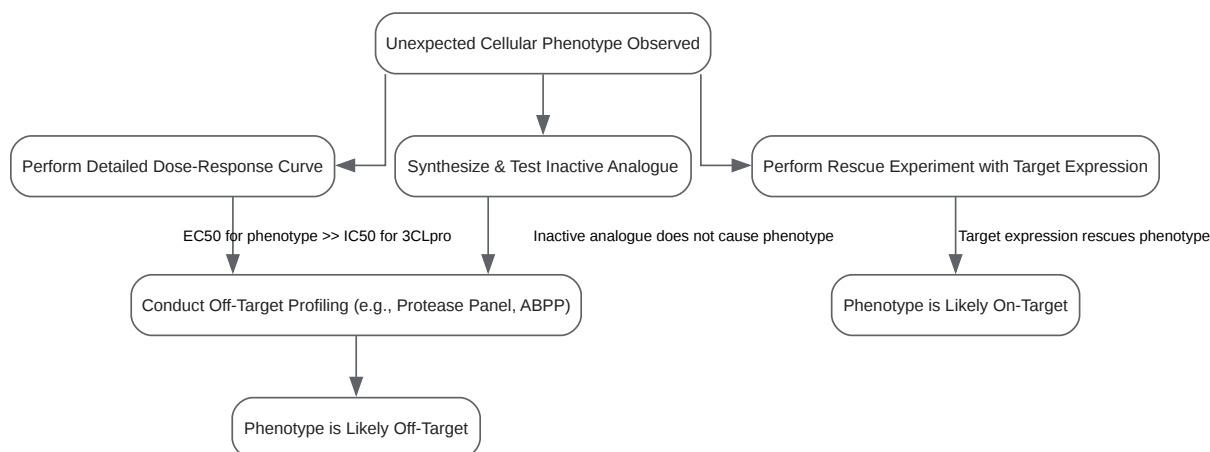 Unexpected Cellular Phenotype Observed
Perform Detailed Dose-Response Curve
Synthesize & Test Inactive Analogue
Perform Rescue Experiment with Target Expression
EC50 for phenotype >> IC50 for 3CLpro
Inactive analogue does not cause phenotype
Target expression rescues phenotype
Conduct Off-Target Profiling (e.g., Protease Panel, ABPP)
Phenotype is Likely On-Target
Phenotype is Likely Off-Target